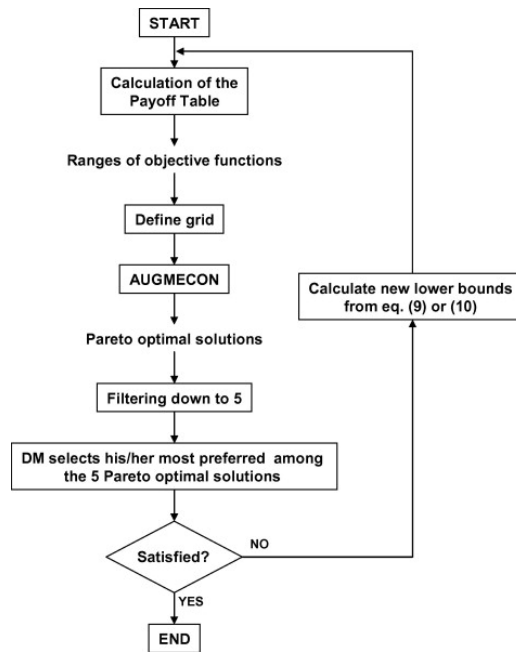 START
Calculation of the
Payoff Table
Ranges of objective functions
Define grid
AUGMECON
Calculate new lower bounds
from eq. (9) or (10)
Pareto optimal solutions
Filtering down to 5
DM selects his/her most preferred among
the 5 Pareto optimal solutions
Satisfied?
NO
YES
END